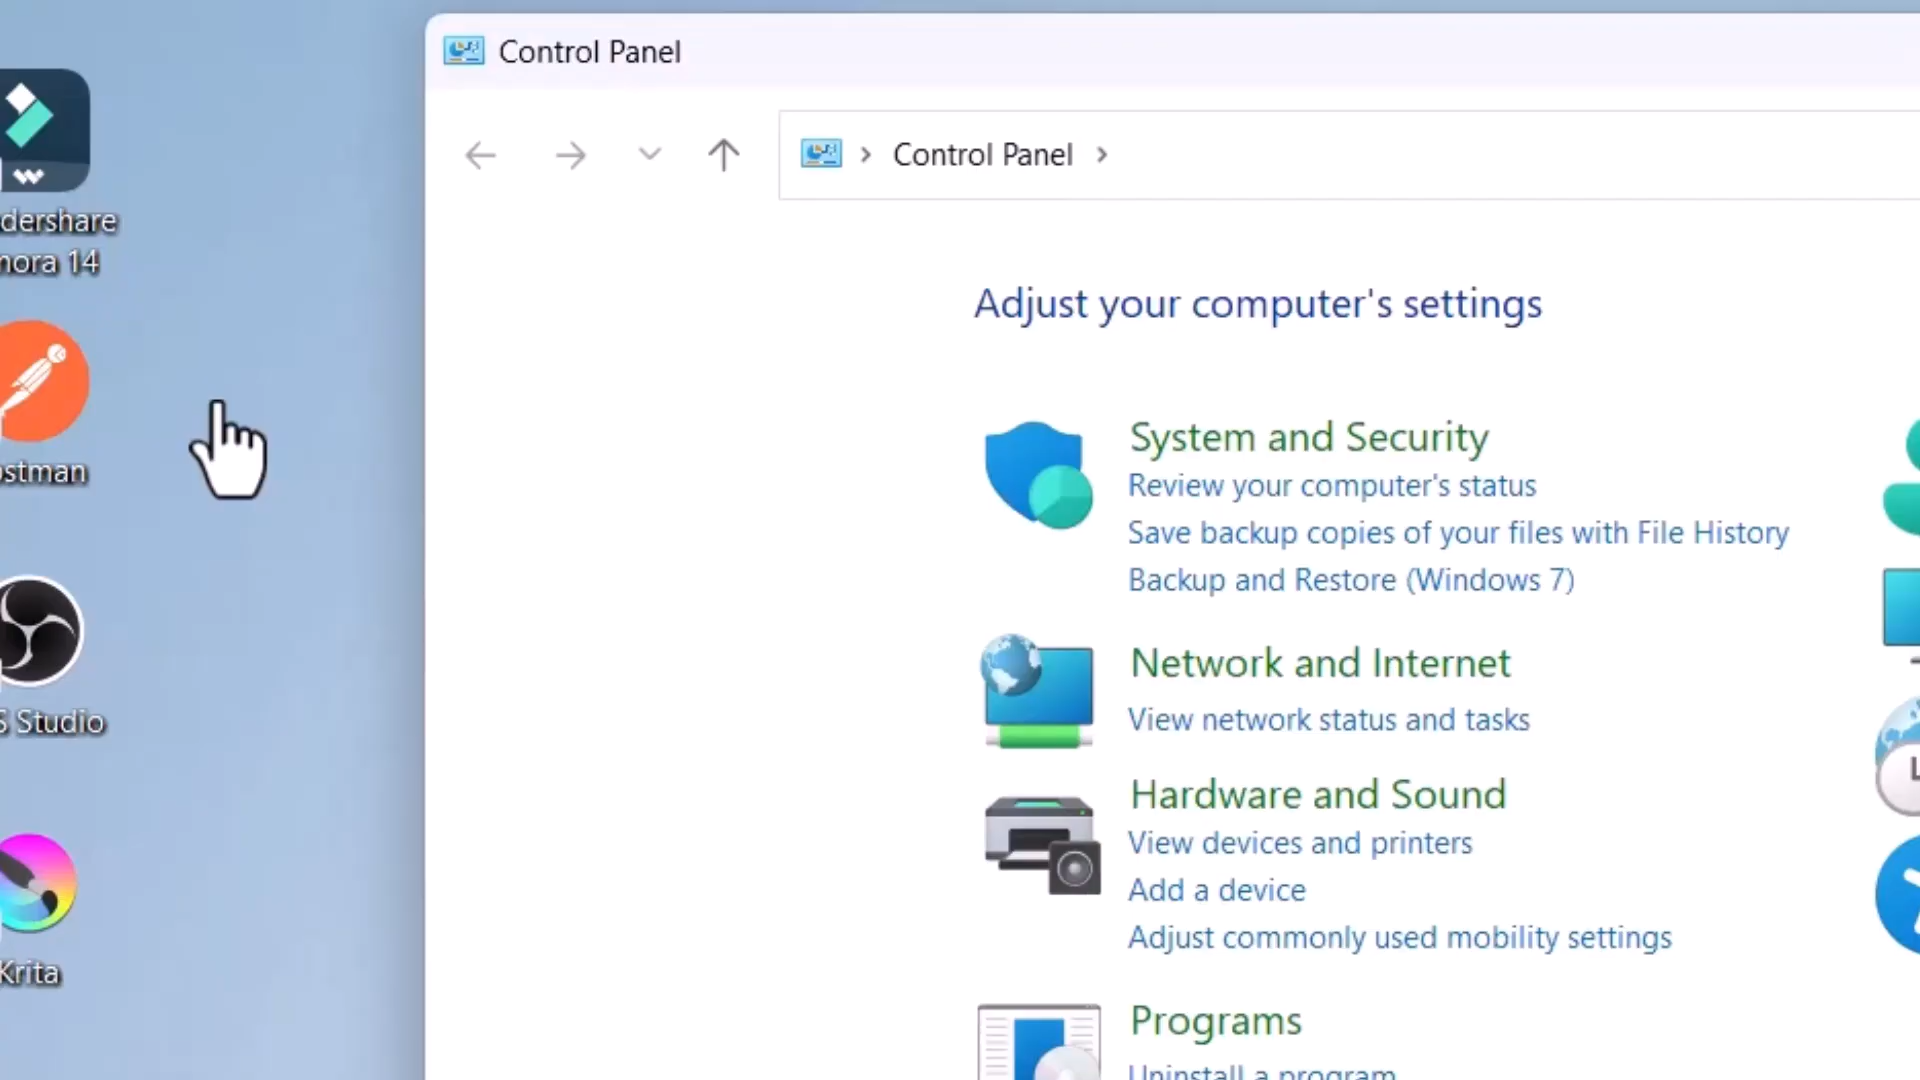 Control Panel
Control Panel
dershare
nora 14
ostman
S Studio
Krita
Adjust your computer's settings
System and Security
Review your computer's status
Save backup copies of your files with File History
Backup and Restore (Windows 7)
Network and Internet
View network status and tasks
Hardware and Sound
View devices and printers
Add a device
Adjust commonly used mobility settings
Programs
Uninstall a program